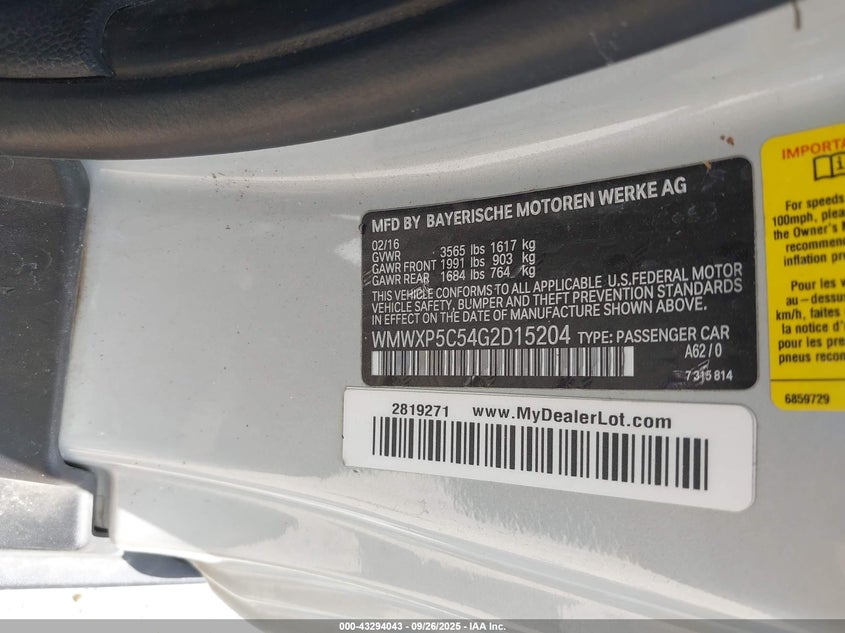 MFD BY BAYERISCHE MOTOREN WERKE AG
02/16
GVWR 3565 lbs 1617 kg
GAWR FRONT 1991 lbs 903 kg
GAWR REAR 1684 lbs 764 kg
THIS VEHICLE CONFORMS TO ALL APPLICABLE U.S.FEDERAL MOTOR
VEHICLE SAFETY, BUMPER AND THEFT PREVENTION STANDARDS
IN EFFECT ON THE DATE OF MANUFACTURE SHOWN ABOVE.
WMWXP5C54G2D15204 TYPE: PASSENGER CAR
A62/0
7 315 814
2819271 www.MyDealerLot.com
IMPORTA
For speeds
100mph, plea
the Owner's M
recommen
inflation pre
Pour les v
au-dessu
km/h, faites
la notice d'
pneus recom
6859729
000-43294043 - 09/26/2025 - IAA Inc.